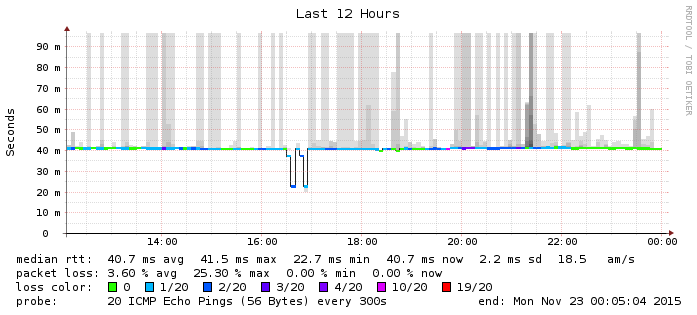 Last 12 Hours
RRDTOOL / TOBI OETIKER
Seconds
90 m
80 m
70 m
60 m
50 m
40 m
30 m
20 m
10 m
0
14:00 16:00 18:00 20:00 22:00 00:00
median rtt: 40.7 ms avg 41.5 ms max 22.7 ms min 40.7 ms now 2.2 ms sd 18.5 am/s
packet loss: 3.60 % avg 25.30 % max 0.00 % min 0.00 % now
loss color: 0 1/20 2/20 3/20 4/20 10/20 19/20
probe: 20 ICMP Echo Pings (56 Bytes) every 300s end: Mon Nov 23 00:05:04 2015